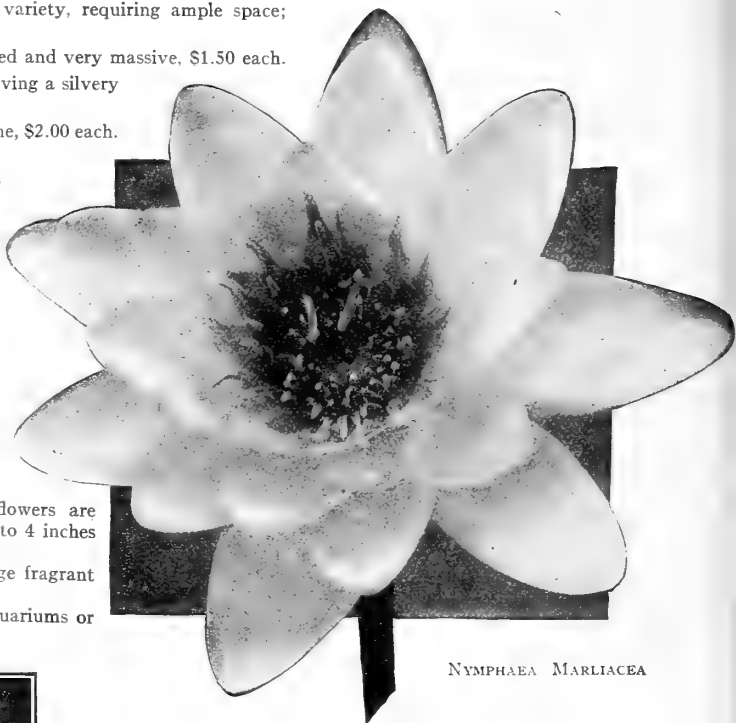 variety, requiring ample space;
ed and very massive, $1.50 each.
ving a silvery
ne, $2.00 each.
flowers are
to 4 inches
ge fragrant
uariums or
NYMPHAEA MARLIACEA